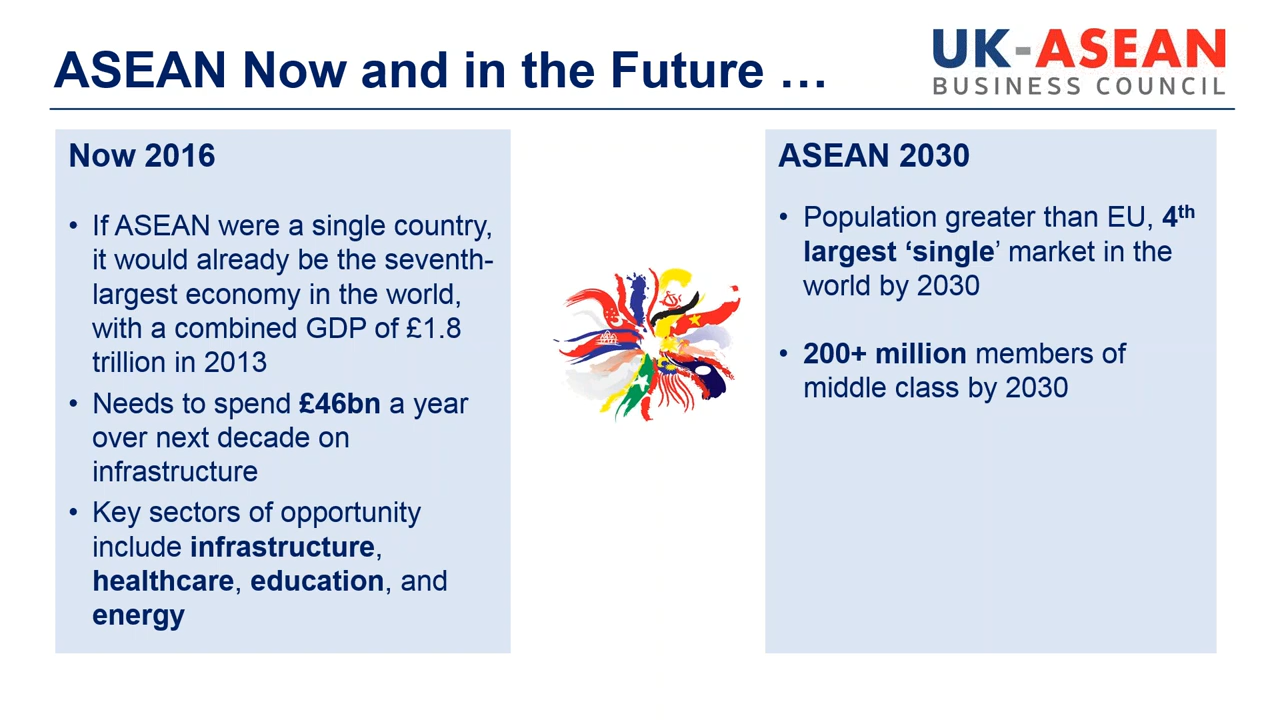 ASEAN Now and in the Future …
UK-ASEAN
BUSINESS COUNCIL
Now 2016
• If ASEAN were a single country,
it would already be the seventh-
largest economy in the world,
with a combined GDP of £1.8
trillion in 2013
• Needs to spend £46bn a year
over next decade on
infrastructure
• Key sectors of opportunity
include infrastructure,
healthcare, education, and
energy
ASEAN 2030
• Population greater than EU, 4th
largest ‘single’ market in the
world by 2030
• 200+ million members of
middle class by 2030